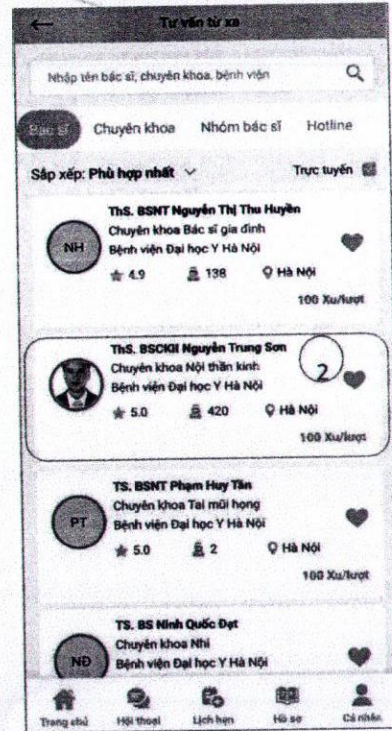 Tư vấn từ xa
Nhập tên bác sĩ, chuyên khoa, bệnh viện
Bác sĩ Chuyên khoa Nhóm bác sĩ Hotline
Sắp xếp: Phù hợp nhất Trực tuyến
ThS. BSNT Nguyễn Thị Thu Huyền
NH
Chuyên khoa Bác sĩ gia đình
Bệnh viện Đại học Y Hà Nội
4.9 138 Hà Nội
100 Xu/lượt
ThS. BSCKII Nguyễn Trung Sơn
2
Chuyên khoa Nội thần kinh
Bệnh viện Đại học Y Hà Nội
5.0 420 Hà Nội
100 Xu/lượt
TS. BSNT Phạm Huy Tần
PT
Chuyên khoa Tai mũi họng
Bệnh viện Đại học Y Hà Nội
5.0 2 Hà Nội
100 Xu/lượt
TS. BS Ninh Quốc Đạt
Chuyên khoa Nhi
NĐ
Bệnh viện Đại học Y Hà Nội
Trang chủ Hội thoại Lịch hẹn Hồ sơ Cá nhân